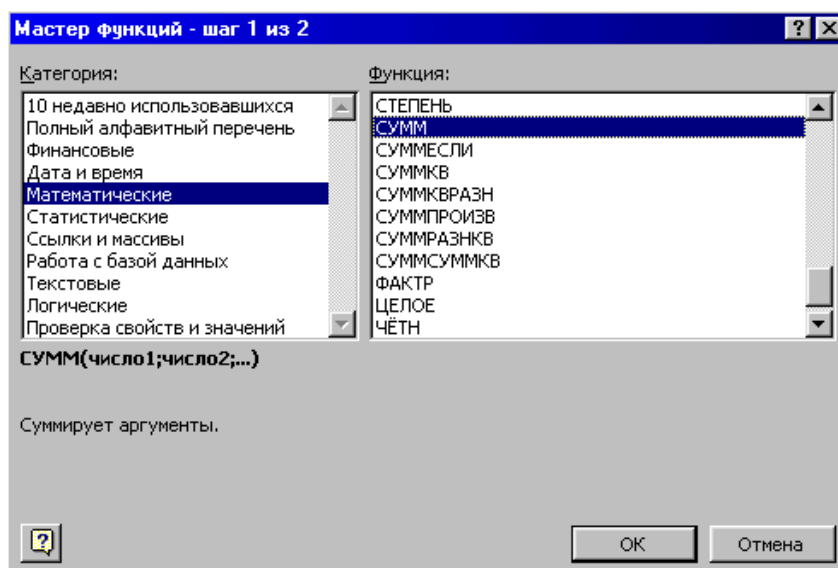 Мастер функций - шаг 1 из 2
Категория:
10 недавно использовавшихся
Полный алфавитный перечень
Финансовые
Дата и время
Математические
Статистические
Ссылки и массивы
Работа с базой данных
Текстовые
Логические
Проверка свойств и значений
Функция:
СТЕПЕНЬ
СУММ
СУММЕСЛИ
СУММКВ
СУММКВРАЗН
СУММПРОИЗВ
СУММРАЗНКВ
СУММСУММКВ
ФАКТР
ЦЕЛОЕ
ЧЁТН
СУММ(число1;число2;...)
Суммирует аргументы.
ОК
Отмена